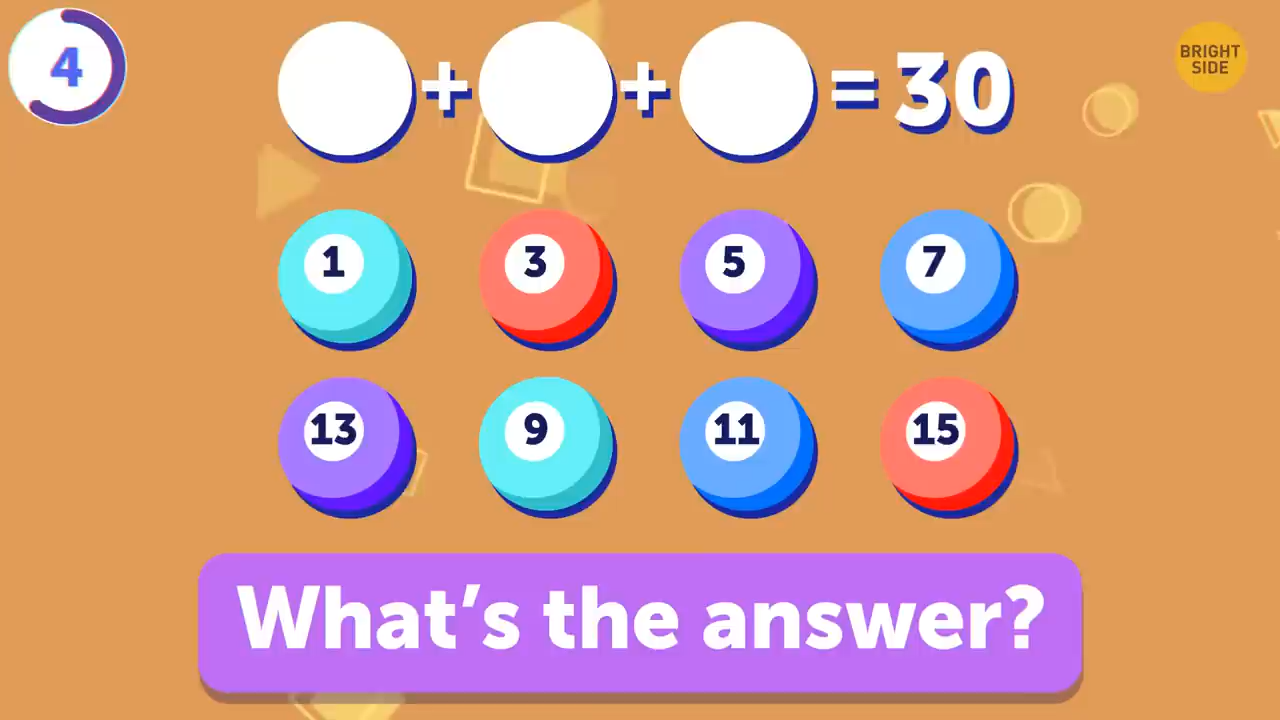 4
+ + = 30
BRIGHT
SIDE
1 3 5 7
13 9 11 15
What's the answer?